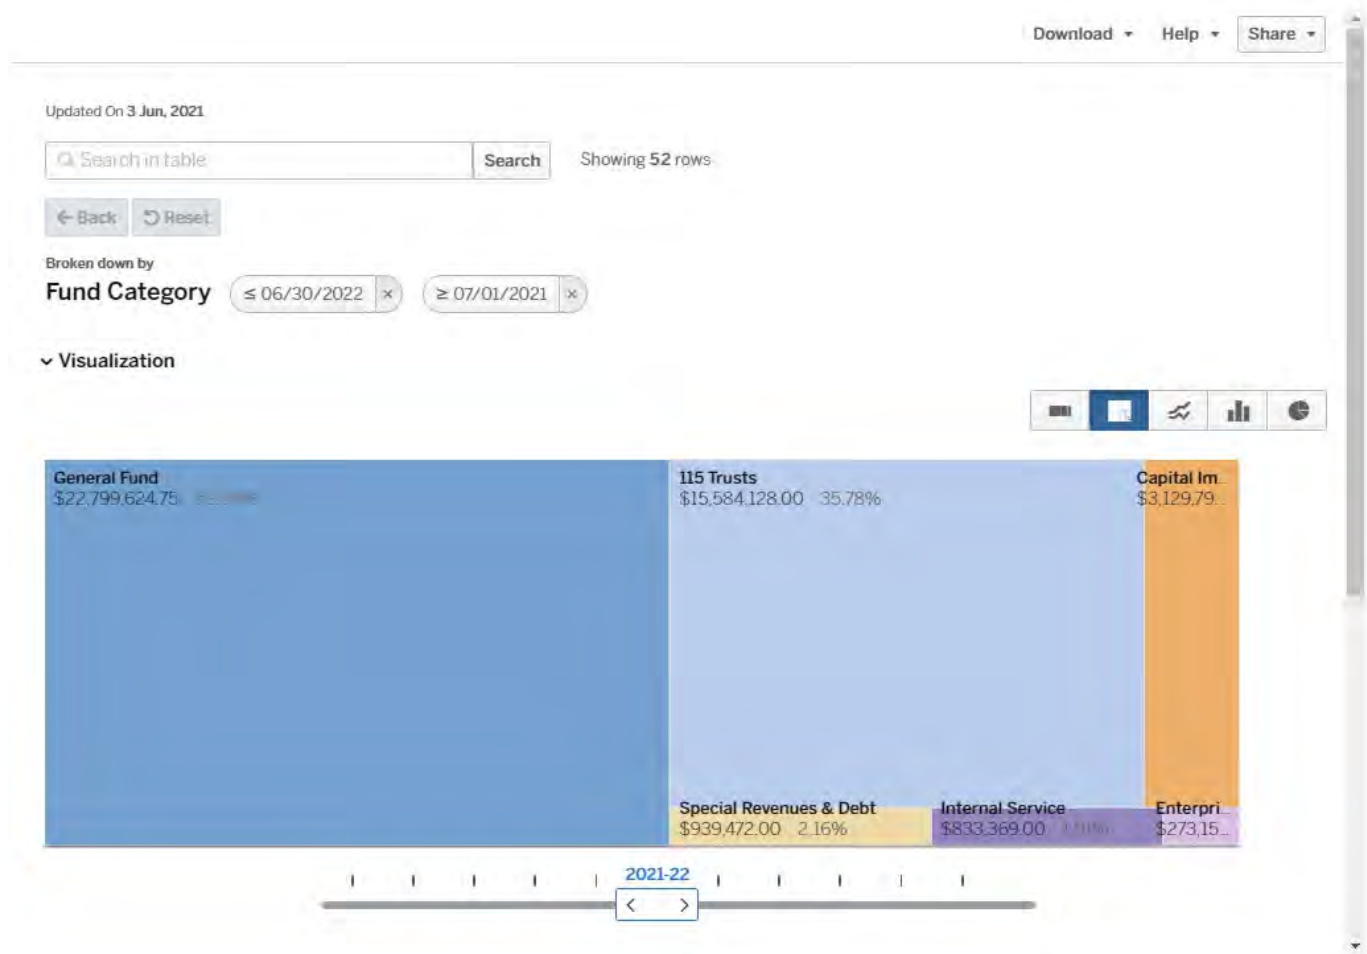 Download Help Share
Updated On 3 Jun, 2021
Search in table Search Showing 52 rows
Back Reset
Broken down by
Fund Category ≤ 06/30/2022 × ≥ 07/01/2021 ×
Visualization
General Fund 115 Trusts Capital Im...
$22,799,624.75 $15,584,128.00 35.78% $3,129,79...
Special Revenues & Debt Internal Service Enterpri...
$939,472.00 2.16% $833,369.00 $273,15...
2021-22